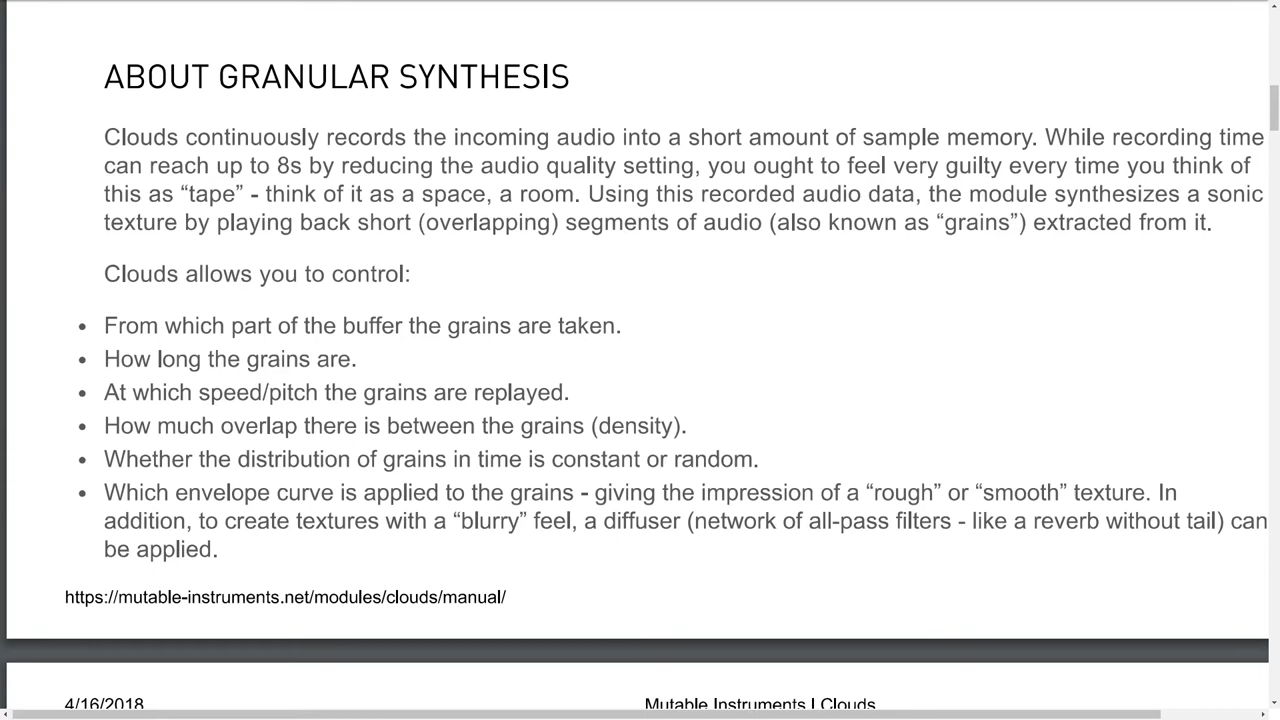 ABOUT GRANULAR SYNTHESIS
Clouds continuously records the incoming audio into a short amount of sample memory. While recording time
can reach up to 8s by reducing the audio quality setting, you ought to feel very guilty every time you think of
this as “tape” - think of it as a space, a room. Using this recorded audio data, the module synthesizes a sonic
texture by playing back short (overlapping) segments of audio (also known as “grains”) extracted from it.
Clouds allows you to control:
• From which part of the buffer the grains are taken.
• How long the grains are.
• At which speed/pitch the grains are replayed.
• How much overlap there is between the grains (density).
• Whether the distribution of grains in time is constant or random.
• Which envelope curve is applied to the grains - giving the impression of a “rough” or “smooth” texture. In
addition, to create textures with a “blurry” feel, a diffuser (network of all-pass filters - like a reverb without tail) can
be applied.
https://mutable-instruments.net/modules/clouds/manual/
4/16/2018 Mutable Instruments | Clouds